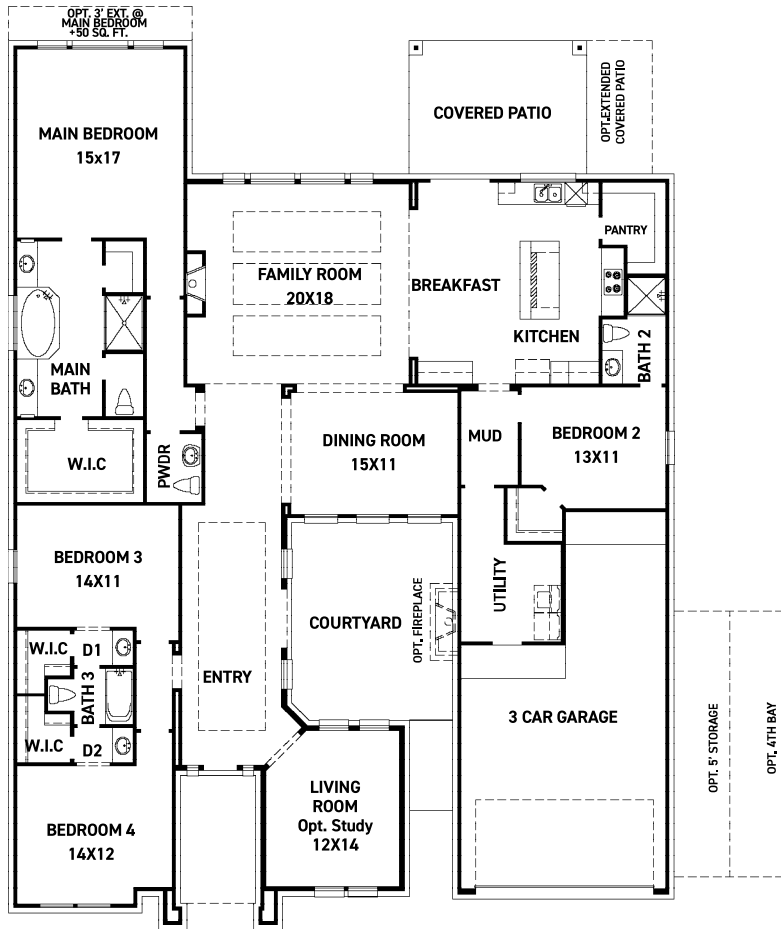 OPT. 3' EXT. @
MAIN BEDROOM
+50 SQ. FT.
MAIN BEDROOM
15x17
COVERED PATIO
OPT.EXTENDED
COVERED PATIO
PANTRY
FAMILY ROOM
20X18
BREAKFAST
KITCHEN
BATH 2
MAIN
BATH
W.I.C
PWDR
DINING ROOM
15X11
MUD
BEDROOM 2
13X11
BEDROOM 3
14X11
UTILITY
COURTYARD
OPT. FIREPLACE
W.I.C
D1
BATH 3
ENTRY
W.I.C
D2
3 CAR GARAGE
OPT. 5' STORAGE
OPT. 4TH BAY
LIVING
ROOM
Opt. Study
12X14
BEDROOM 4
14X12